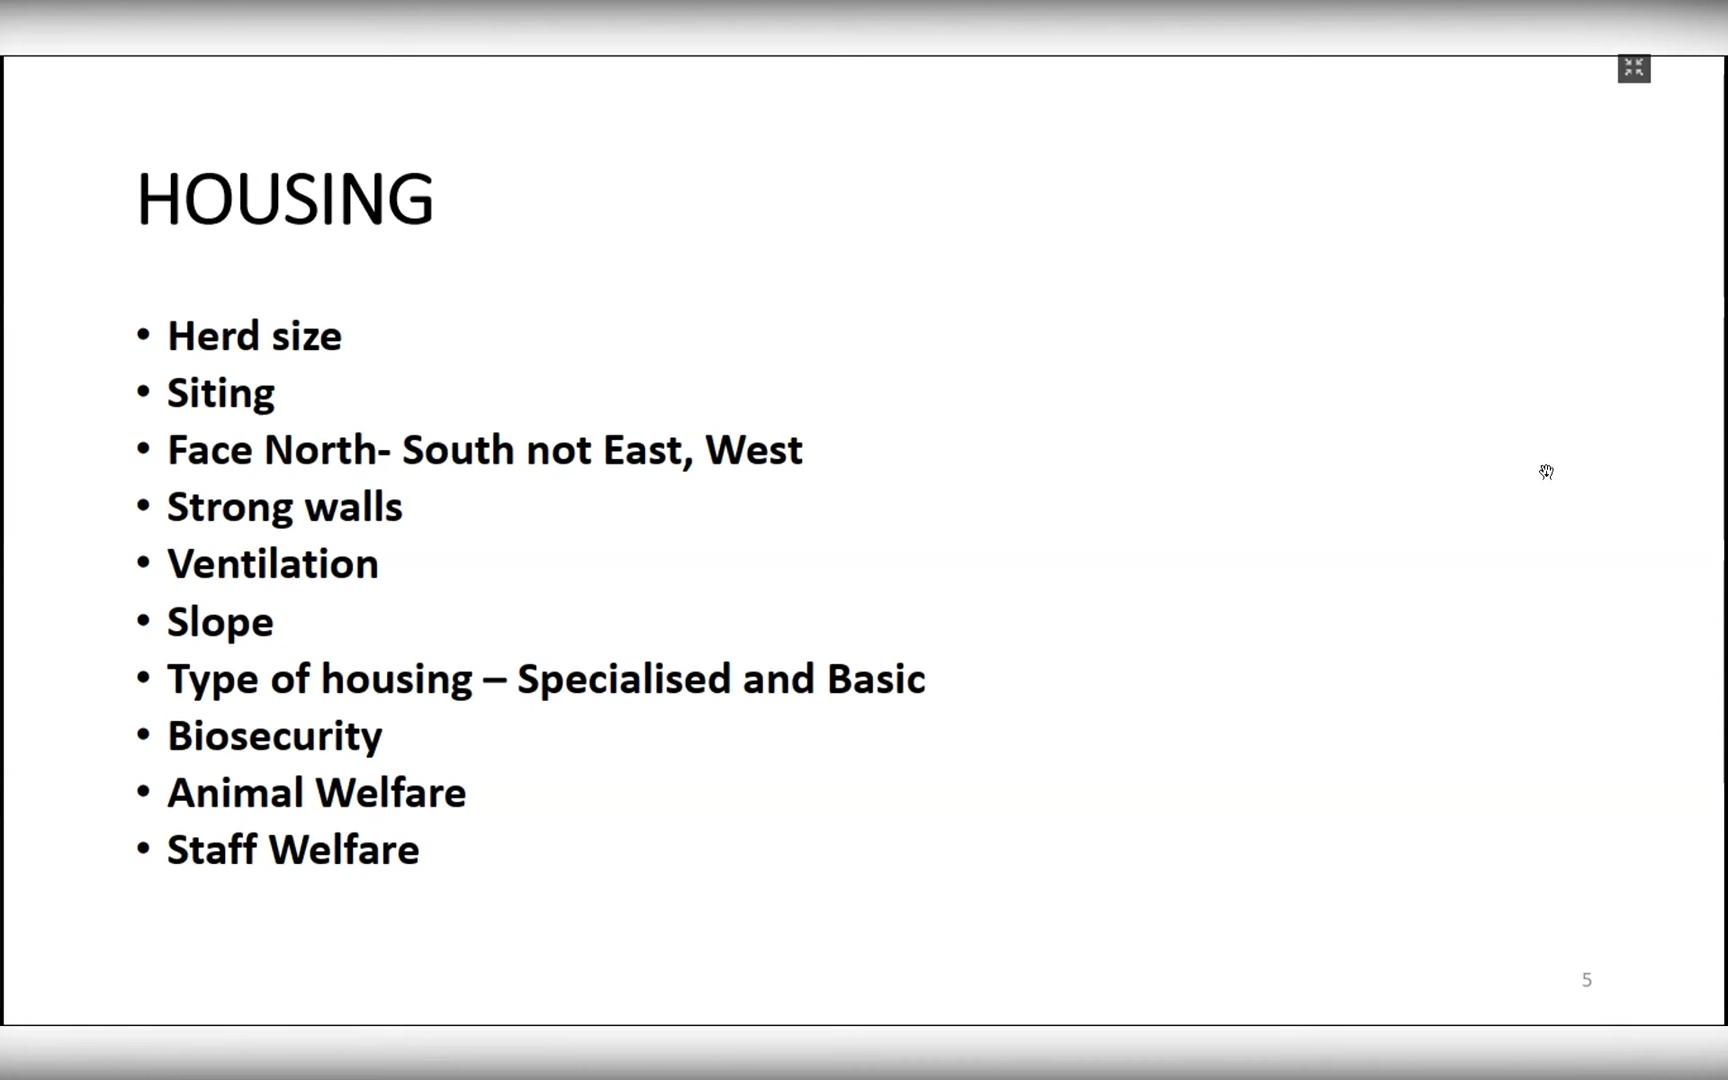 HOUSING
• Herd size
• Siting
• Face North- South not East, West
• Strong walls
• Ventilation
• Slope
• Type of housing – Specialised and Basic
• Biosecurity
• Animal Welfare
• Staff Welfare
5